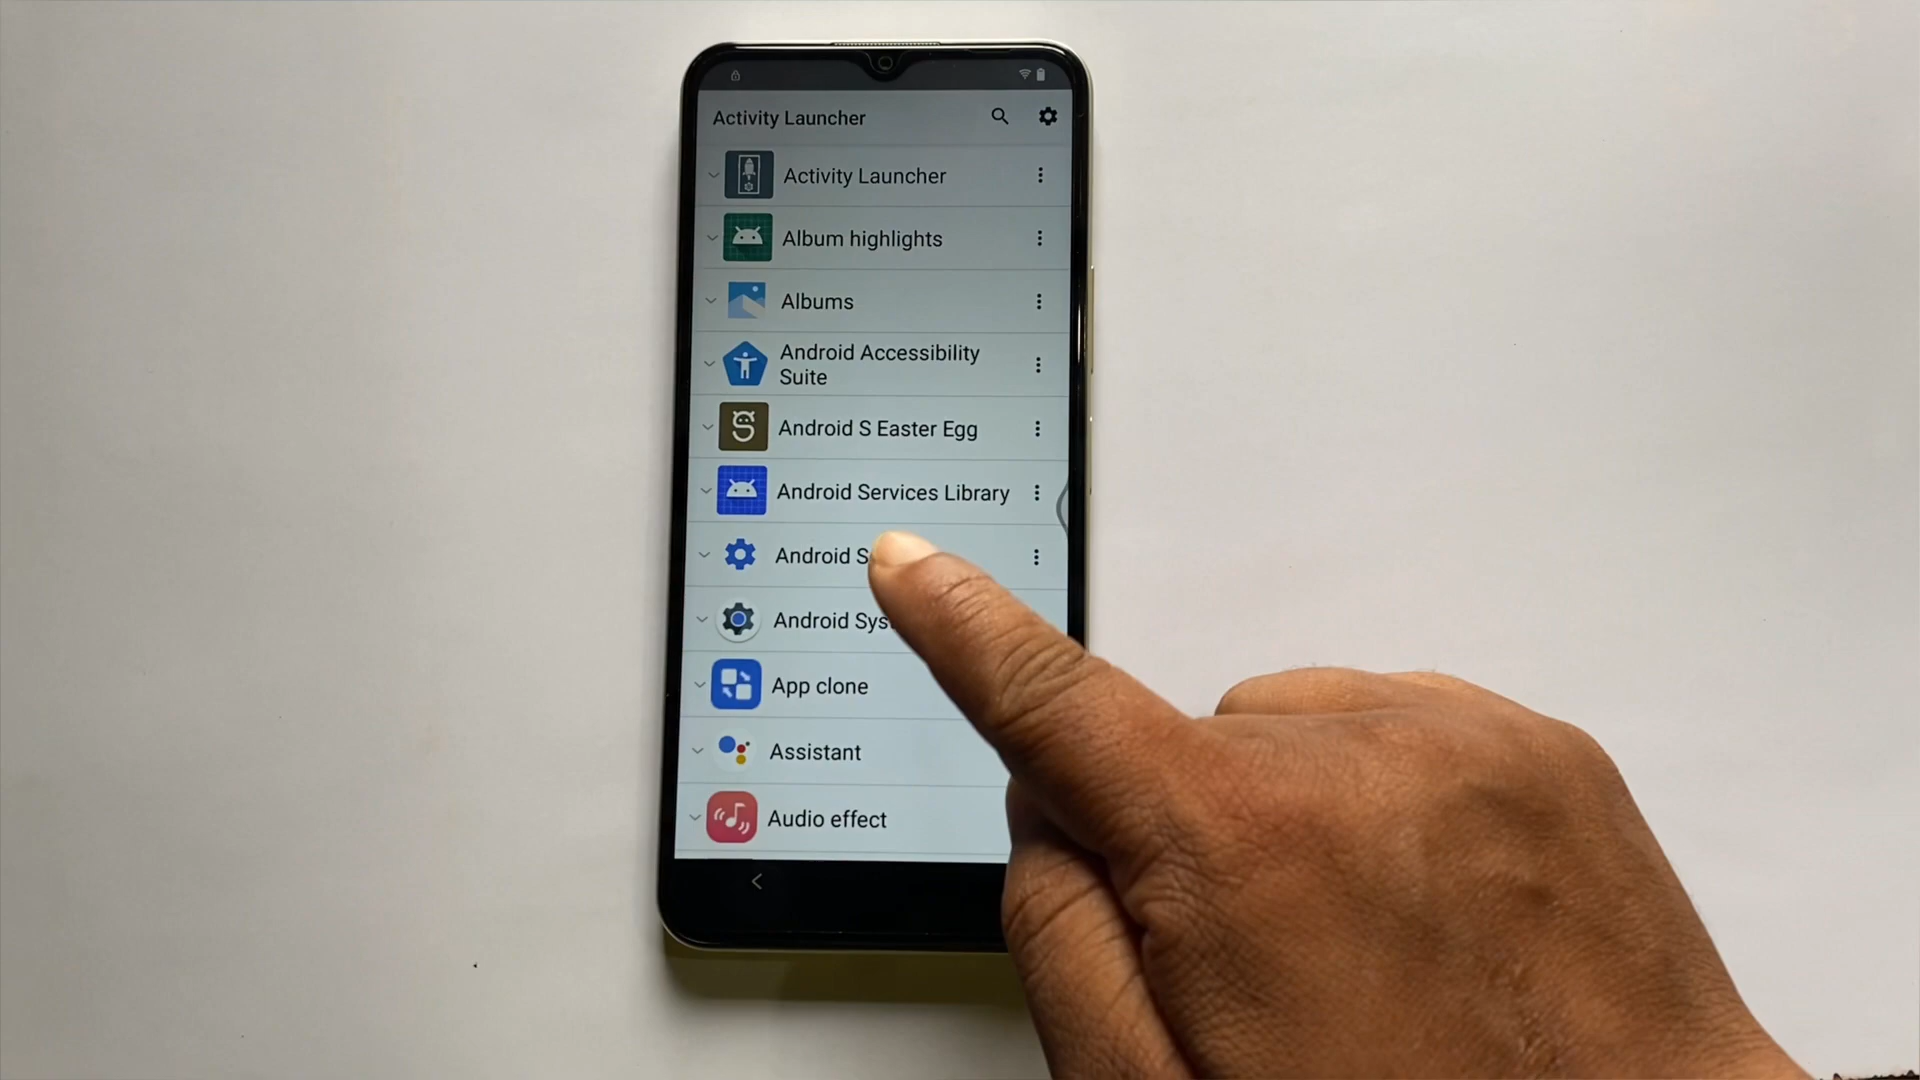 Activity Launcher
Activity Launcher
Album highlights
Albums
Android Accessibility
Suite
Android S Easter Egg
Android Services Library
Android
Android
App clone
Assistant
Audio effect